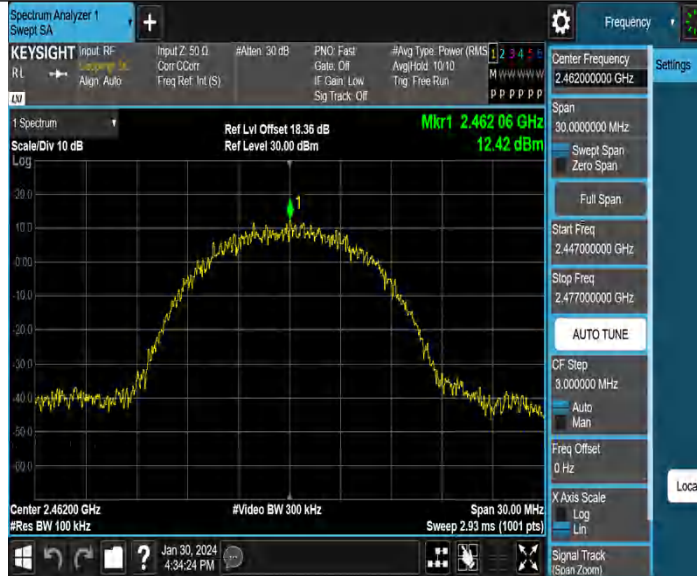 Spectrum Analyzer 1
Swept SA
Frequency
KEYSIGHT
Input: RF
Input Z: 50 Ω
#Atten: 30 dB
PNO: Fast
#Avg Type: Power (RMS
1 2 3 4 5 6
RL
Align: Auto
Corr CCorr
Freq Ref: Int (S)
Gate: Off
IF Gain: Low
Sig Track: Off
Avg|Hold: 10/10
Trig: Free Run
M W W W W W
P P P P P P
LXI
1 Spectrum
Scale/Div 10 dB
Ref Lvl Offset 18.36 dB
Ref Level 30.00 dBm
Mkr1 2.462 06 GHz
12.42 dBm
Log
20.0
10.0
0.00
-10.0
-20.0
-30.0
-40.0
-50.0
-60.0
1
Center 2.46200 GHz
#Res BW 100 kHz
#Video BW 300 kHz
Span 30.00 MHz
Sweep 2.93 ms (1001 pts)
Jan 30, 2024
4:34:24 PM
?
Center Frequency
2.462000000 GHz
Settings
Span
30.0000000 MHz
Swept Span
Zero Span
Full Span
Start Freq
2.447000000 GHz
Stop Freq
2.477000000 GHz
AUTO TUNE
CF Step
3.000000 MHz
Auto
Man
Freq Offset
0 Hz
X Axis Scale
Log
Lin
Loca
Signal Track
(Span Zoom)